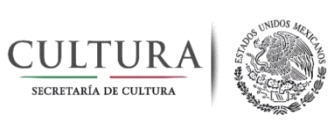 CULTURA
SECRETARÍA DE CULTURA
ESTADOS UNIDOS MEXICANOS